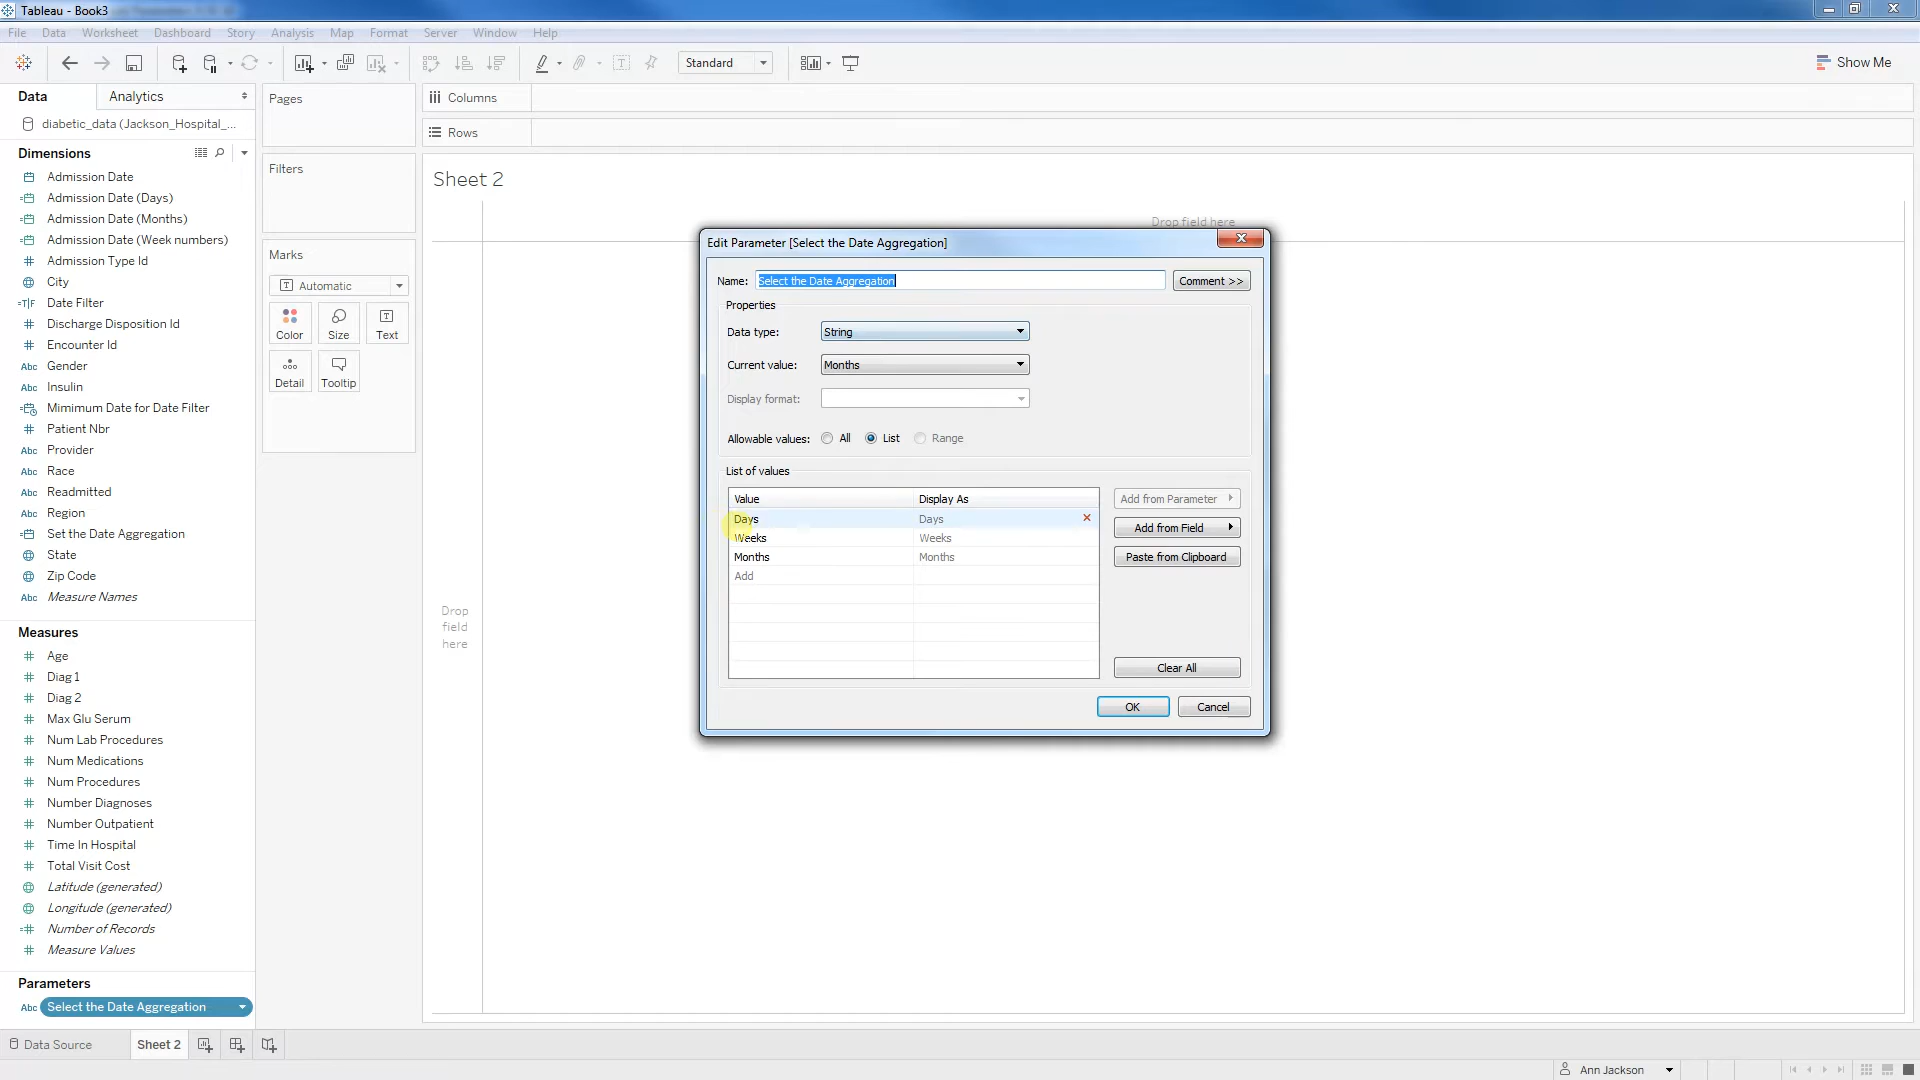 Tableau - Book3
File Data Worksheet Dashboard Story Analysis Map Format Server Window Help
Standard
Show Me
Data
Analytics
diabetic_data (Jackson_Hospital_...
Dimensions
Admission Date
Admission Date (Days)
Admission Date (Months)
Admission Date (Week numbers)
Admission Type Id
City
Date Filter
Discharge Disposition Id
Encounter Id
Abc Gender
Abc Insulin
Mimimum Date for Date Filter
Patient Nbr
Abc Provider
Abc Race
Abc Readmitted
Abc Region
Set the Date Aggregation
State
Zip Code
Abc Measure Names
Measures
Age
Diag 1
Diag 2
Max Glu Serum
Num Lab Procedures
Num Medications
Num Procedures
Number Diagnoses
Number Outpatient
Time In Hospital
Total Visit Cost
Latitude (generated)
Longitude (generated)
Number of Records
Measure Values
Parameters
Abc Select the Date Aggregation
Pages
Filters
Marks
Automatic
Color Size Text
Detail Tooltip
Columns
Rows
Sheet 2
Drop field here
Drop
field
here
Edit Parameter [Select the Date Aggregation]
Name: Select the Date Aggregation Comment >>
Properties
Data type: String
Current value: Months
Display format:
Allowable values: All List Range
List of values
Value Display As
Days Days
Weeks Weeks
Months Months
Add
Add from Parameter
Add from Field
Paste from Clipboard
Clear All
OK Cancel
Data Source Sheet 2
Ann Jackson